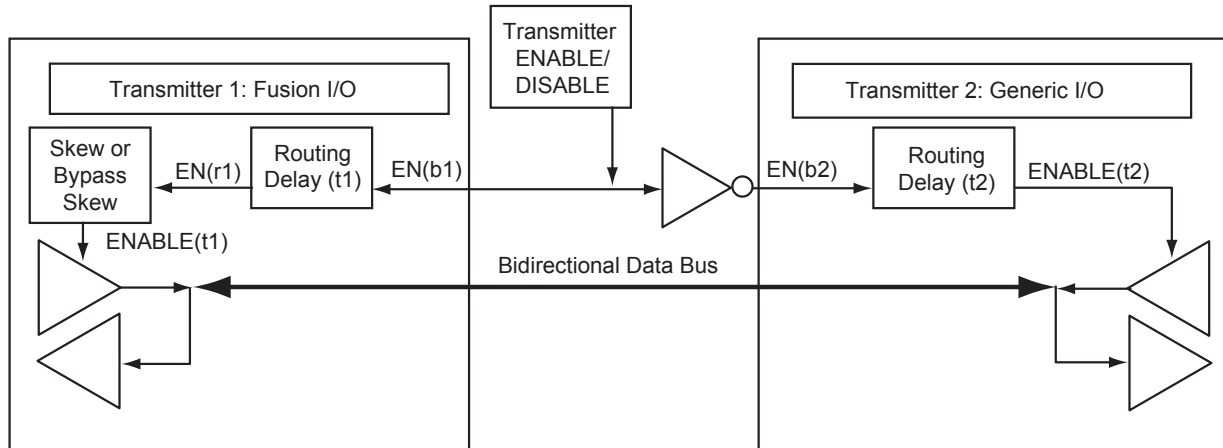 Transmitter
ENABLE/
DISABLE
Transmitter 1: Fusion I/O
Transmitter 2: Generic I/O
Skew or
Bypass
Skew
EN(r1)
Routing
Delay (t1)
EN(b1)
EN(b2)
Routing
Delay (t2)
ENABLE(t2)
ENABLE(t1)
Bidirectional Data Bus